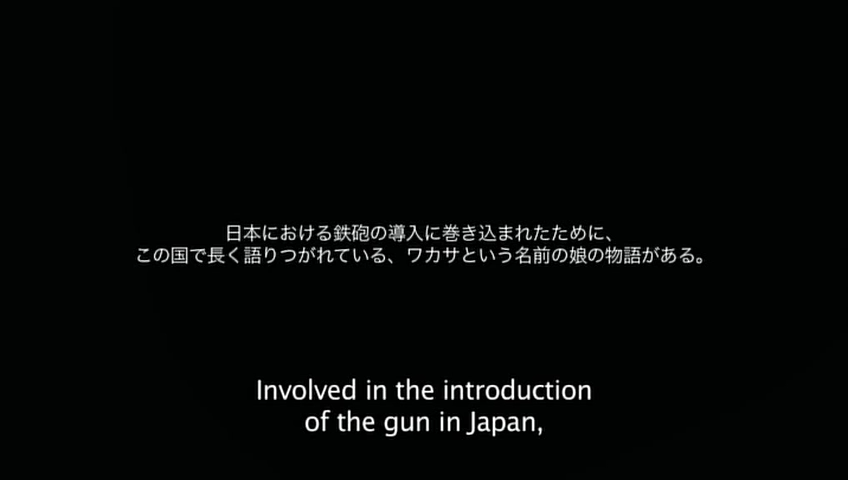 日本における鉄砲の導入に巻き込まれたために、
この国で長く語りつがれている、ワカサという名前の娘の物語がある。
Involved in the introduction
of the gun in Japan,